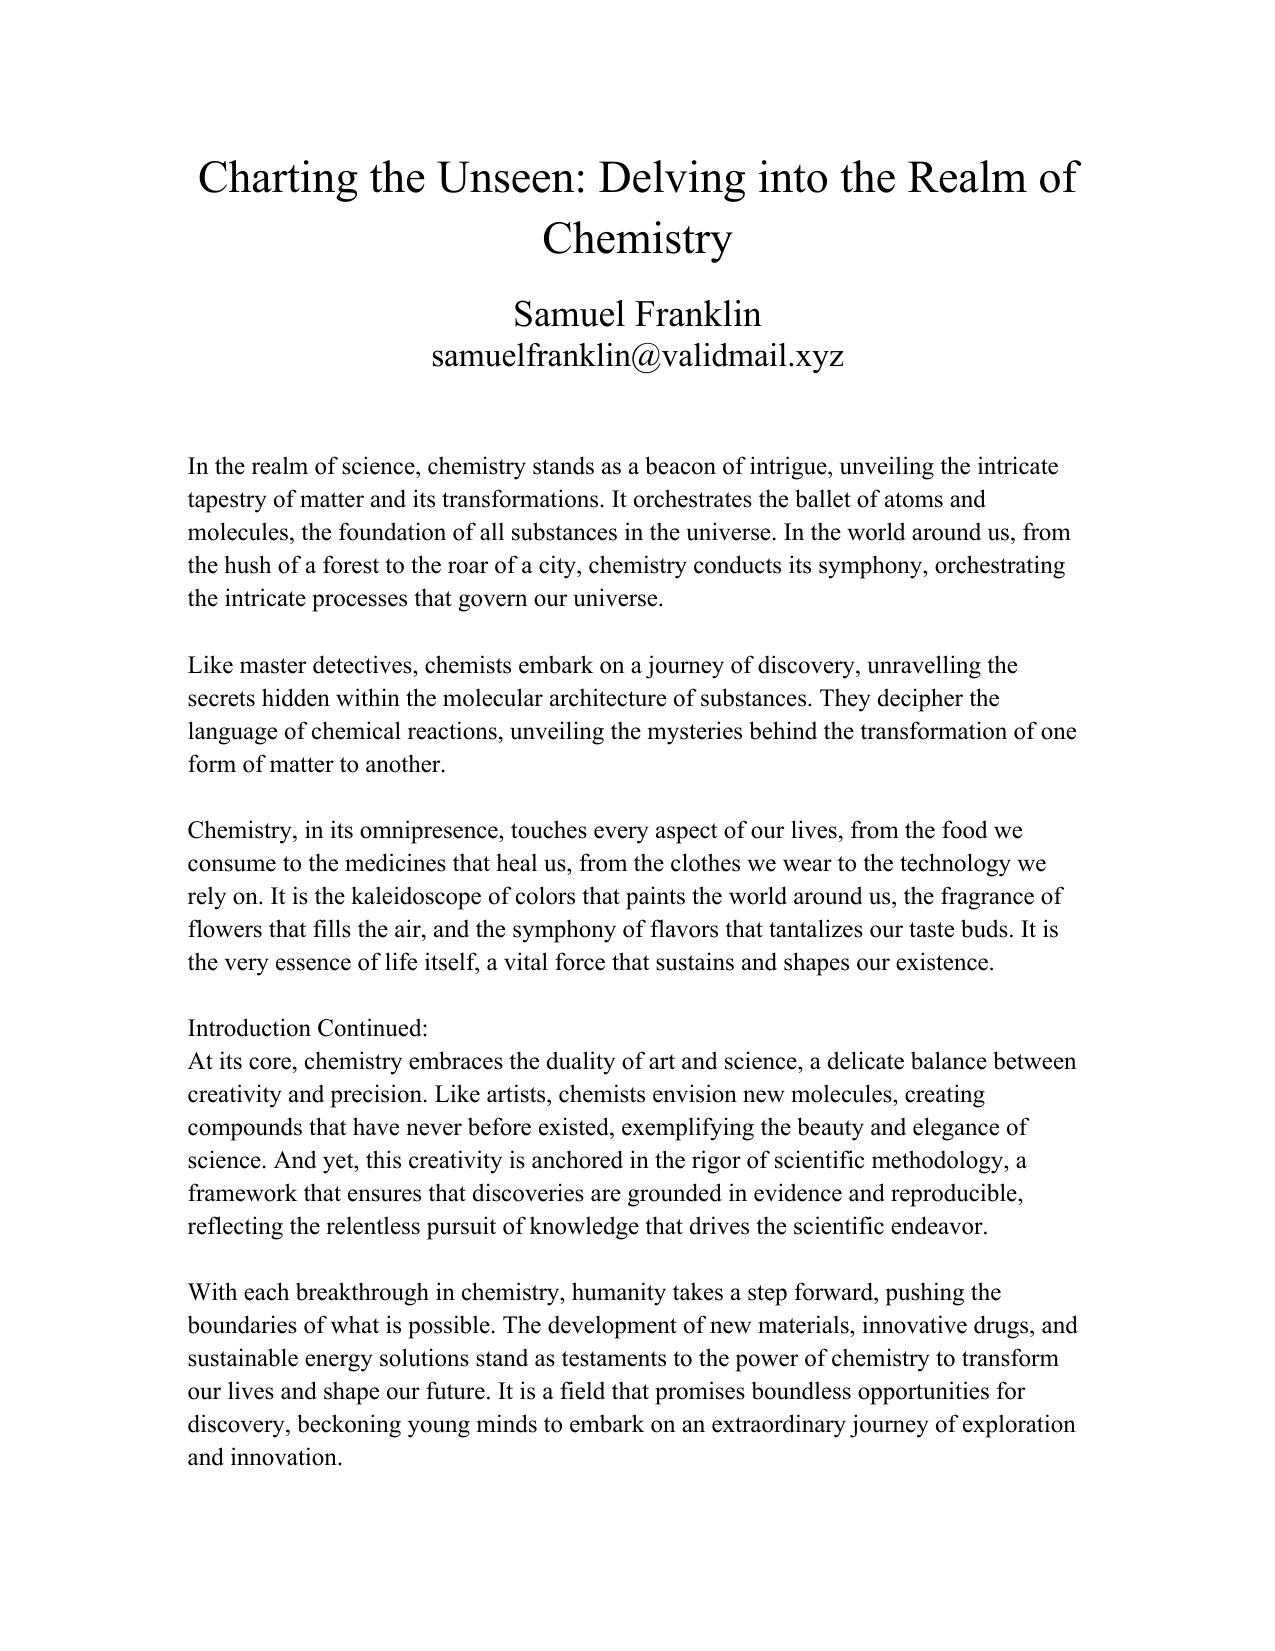 Charting the Unseen: Delving into the Realm of
Chemistry
Samuel Franklin
samuelfranklin@validmail.xyz
In the realm of science, chemistry stands as a beacon of intrigue, unveiling the intricate
tapestry of matter and its transformations. It orchestrates the ballet of atoms and
molecules, the foundation of all substances in the universe. In the world around us, from
the hush of a forest to the roar of a city, chemistry conducts its symphony, orchestrating
the intricate processes that govern our universe.
Like master detectives, chemists embark on a journey of discovery, unravelling the
secrets hidden within the molecular architecture of substances. They decipher the
language of chemical reactions, unveiling the mysteries behind the transformation of one
form of matter to another.
Chemistry, in its omnipresence, touches every aspect of our lives, from the food we
consume to the medicines that heal us, from the clothes we wear to the technology we
rely on. It is the kaleidoscope of colors that paints the world around us, the fragrance of
flowers that fills the air, and the symphony of flavors that tantalizes our taste buds. It is
the very essence of life itself, a vital force that sustains and shapes our existence.
Introduction Continued:
At its core, chemistry embraces the duality of art and science, a delicate balance between
creativity and precision. Like artists, chemists envision new molecules, creating
compounds that have never before existed, exemplifying the beauty and elegance of
science. And yet, this creativity is anchored in the rigor of scientific methodology, a
framework that ensures that discoveries are grounded in evidence and reproducible,
reflecting the relentless pursuit of knowledge that drives the scientific endeavor.
With each breakthrough in chemistry, humanity takes a step forward, pushing the
boundaries of what is possible. The development of new materials, innovative drugs, and
sustainable energy solutions stand as testaments to the power of chemistry to transform
our lives and shape our future. It is a field that promises boundless opportunities for
discovery, beckoning young minds to embark on an extraordinary journey of exploration
and innovation.